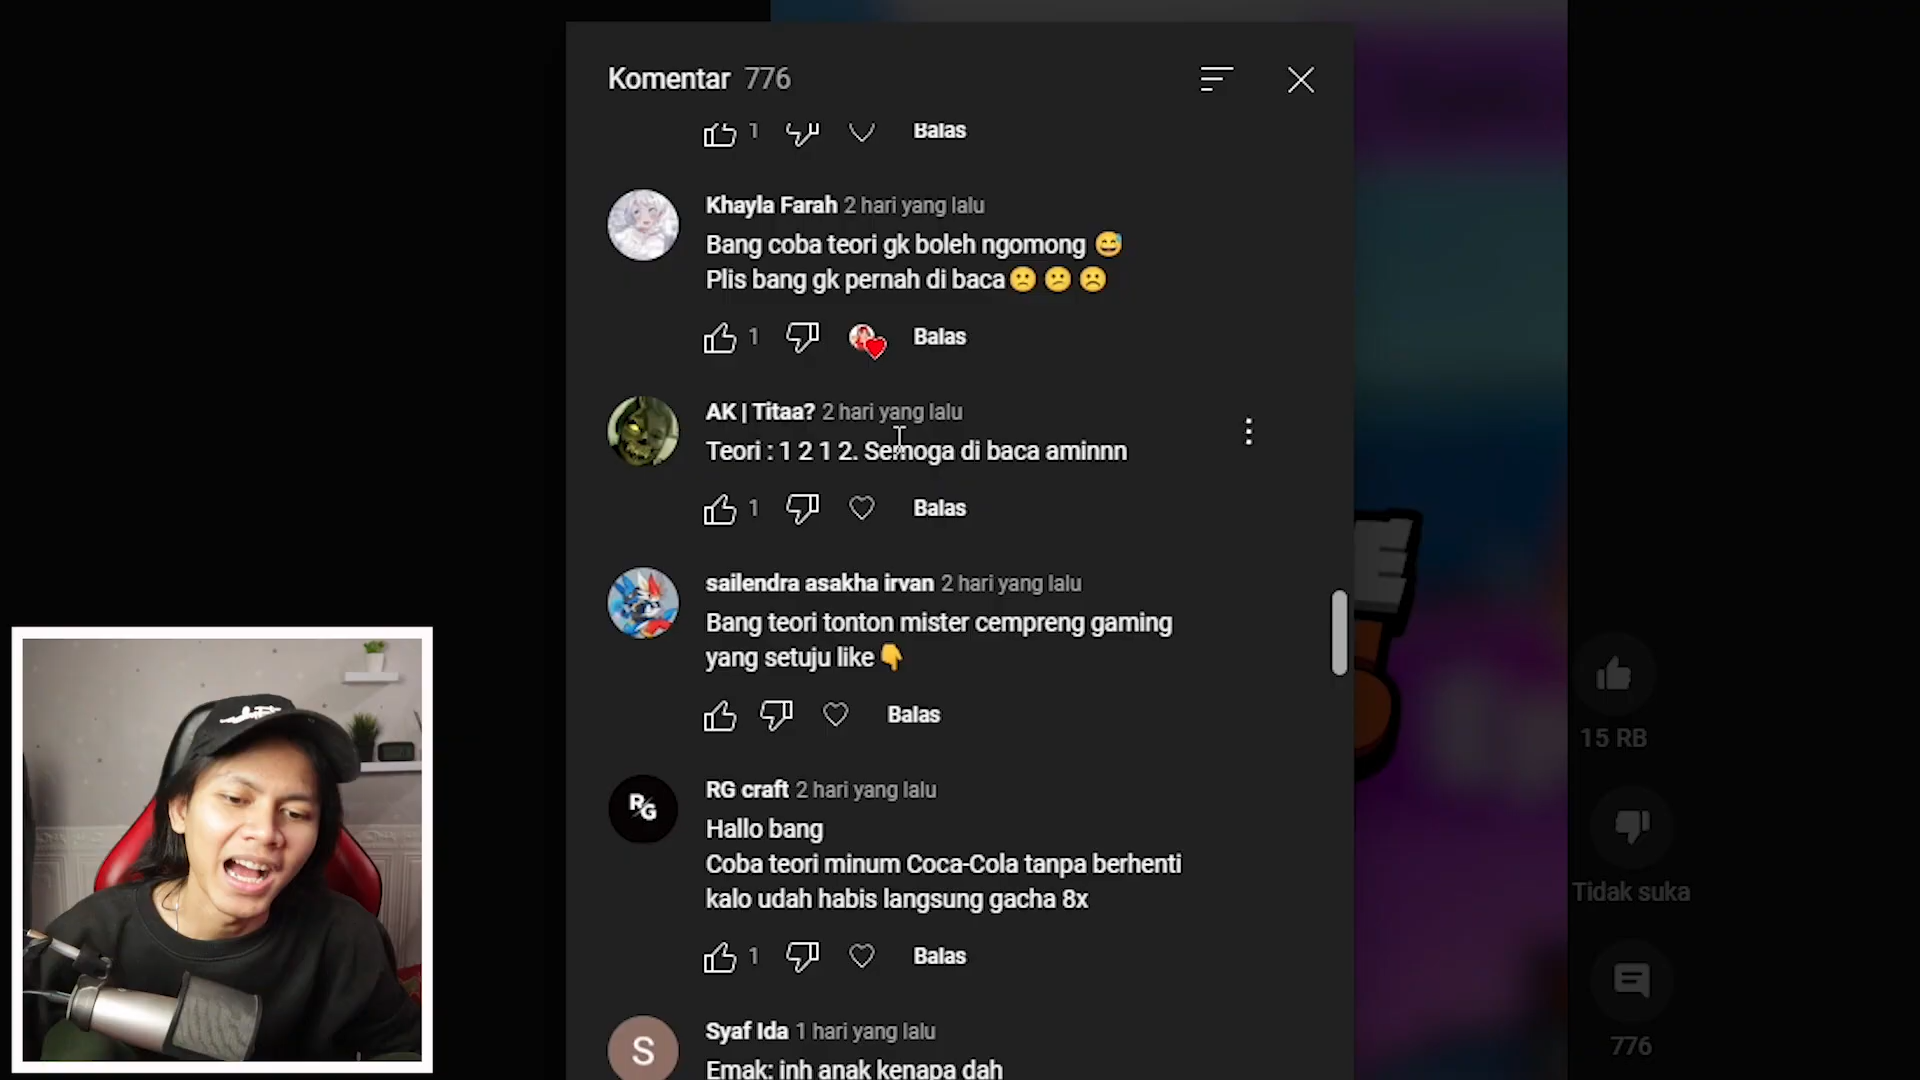 Komentar 776
1 Balas
Khayla Farah 2 hari yang lalu
Bang coba teori gk boleh ngomong 😅
Plis bang gk pernah di baca🙁 😕 ☹️
1 Balas
AK | Titaa? 2 hari yang lalu
Teori : 1 2 1 2. Semoga di baca aminnn
1 Balas
sailendra asakha irvan 2 hari yang lalu
Bang teori tonton mister cempreng gaming
yang setuju like👇
Balas
RG craft 2 hari yang lalu
RG
Hallo bang
Coba teori minum Coca-Cola tanpa berhenti
kalo udah habis langsung gacha 8x
1 Balas
Syaf Ida 1 hari yang lalu
S
Emak: inh anak kenapa dah
15 RB
Tidak suka
776